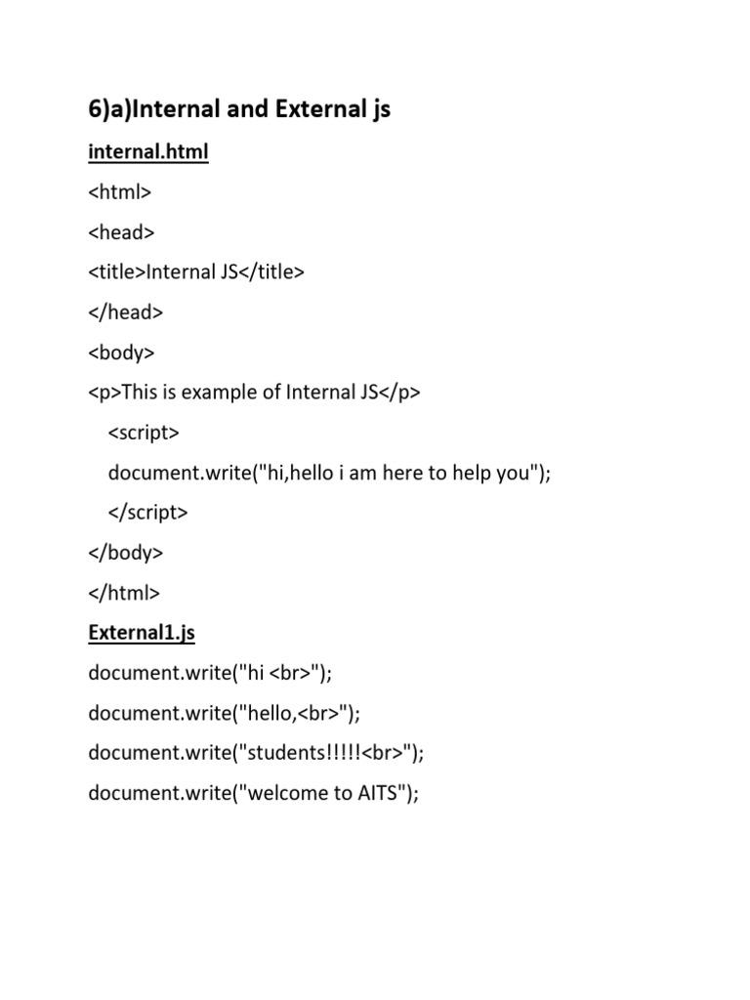 6)a)Internal and External js
internal.html
<html>
<head>
<title>Internal JS</title>
</head>
<body>
<p>This is example of Internal JS</p>
<script>
document.write("hi,hello i am here to help you");
</script>
</body>
</html>
External1.js
document.write("hi <br>");
document.write("hello,<br>");
document.write("students!!!!!<br>");
document.write("welcome to AITS");